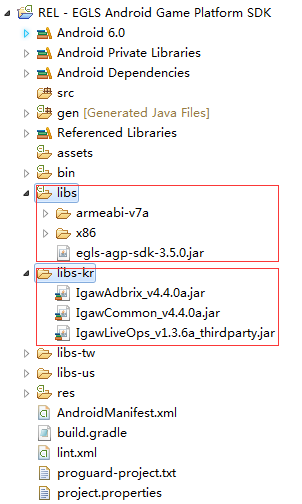 REL - EGLS Android Game Platform SDK
Android 6.0
Android Private Libraries
Android Dependencies
src
gen [Generated Java Files]
Referenced Libraries
assets
bin
libs
armeabi-v7a
x86
egls-agp-sdk-3.5.0.jar
libs-kr
IgawAdbrix_v4.4.0a.jar
IgawCommon_v4.4.0a.jar
IgawLiveOps_v1.3.6a_thirdparty.jar
libs-tw
libs-us
res
AndroidManifest.xml
build.gradle
lint.xml
proguard-project.txt
project.properties